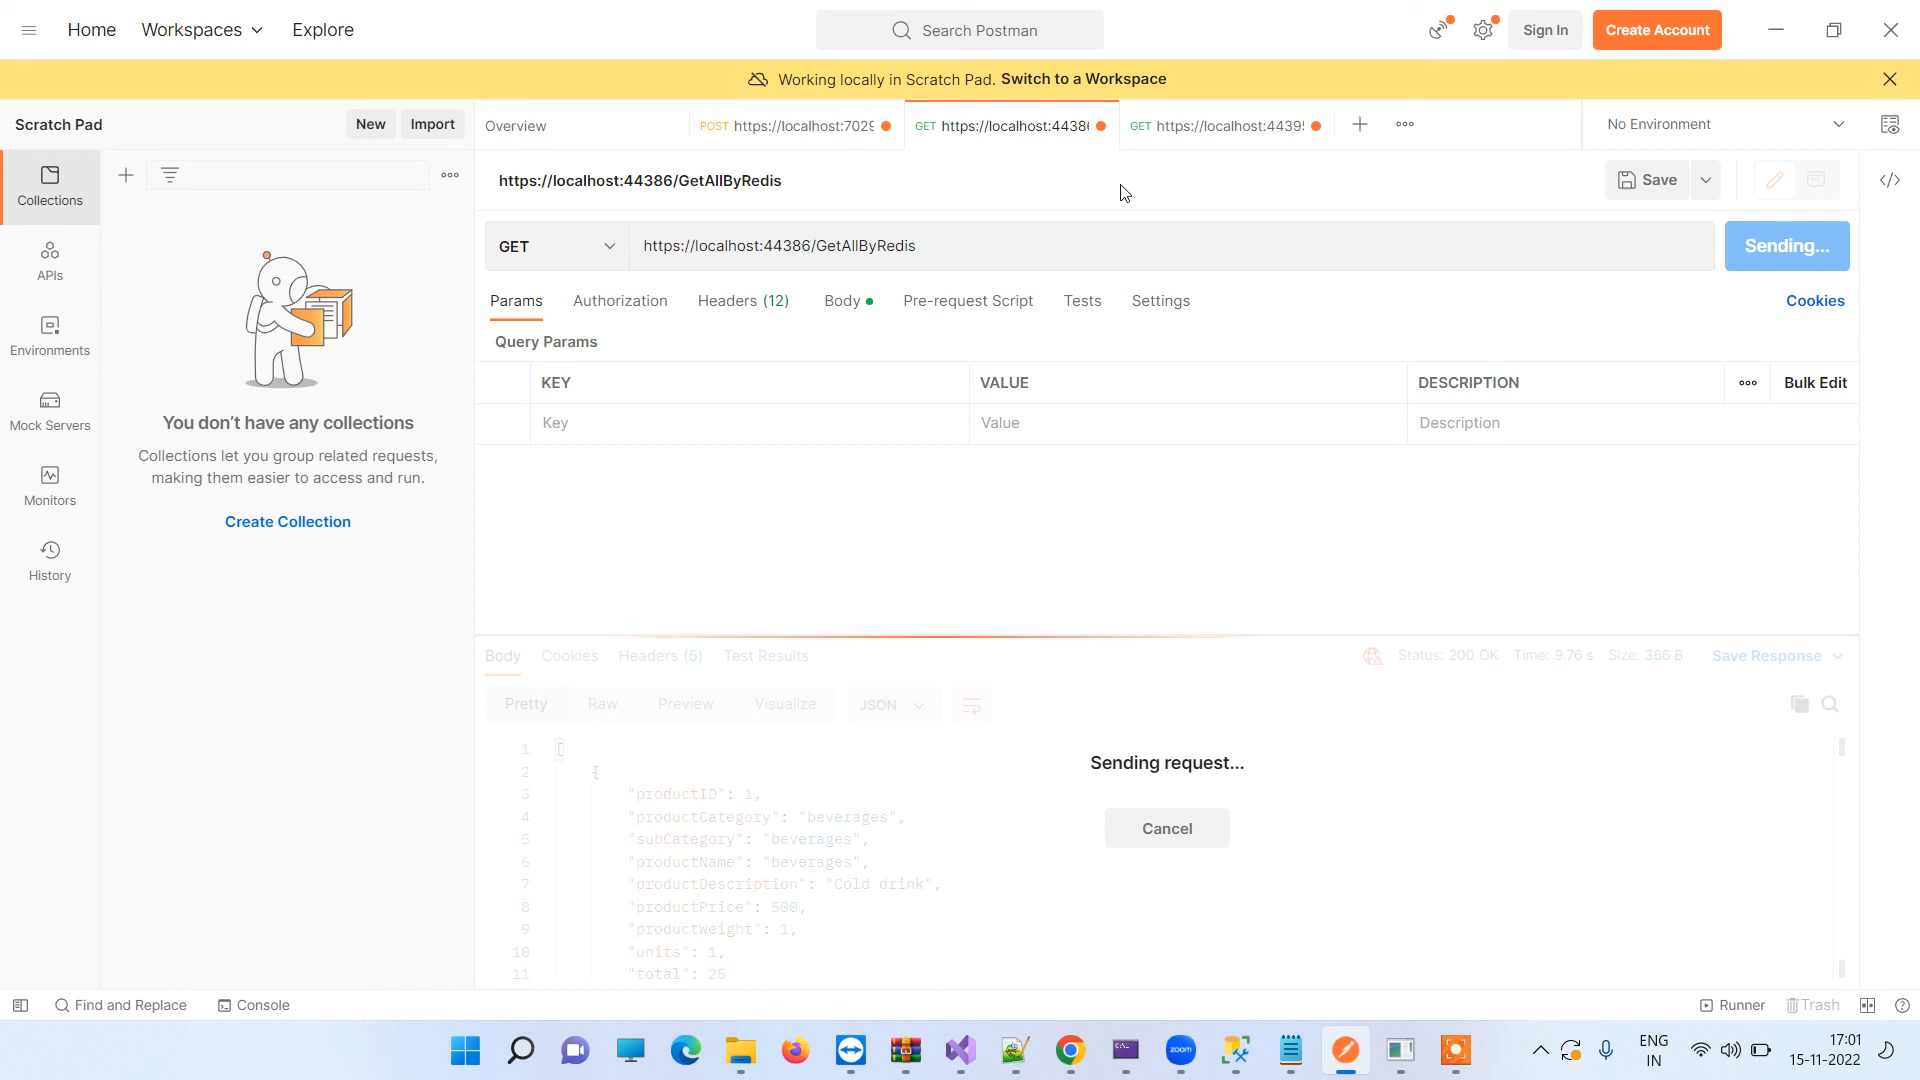 Home
Workspaces
Explore
Search Postman
Sign In
Create Account
Working locally in Scratch Pad. Switch to a Workspace
Scratch Pad
New
Import
Overview
POST https://localhost:7029
GET https://localhost:4438
GET https://localhost:4439
No Environment
Collections
APIs
Environments
Mock Servers
Monitors
History
You don't have any collections
Collections let you group related requests,
making them easier to access and run.
Create Collection
https://localhost:44386/GetAllByRedis
Save
GET
https://localhost:44386/GetAllByRedis
Sending...
Params
Authorization
Headers (12)
Body
Pre-request Script
Tests
Settings
Cookies
Query Params
KEY
VALUE
DESCRIPTION
Bulk Edit
Key
Value
Description
Body
Cookies
Headers (5)
Test Results
Status: 200 OK
Time: 9.76 s
Size: 366 B
Save Response
Pretty
Raw
Preview
Visualize
JSON
1 [
2 {
3 "productID": 1,
4 "productCategory": "beverages",
5 "subCategory": "beverages",
6 "productName": "beverages",
7 "productDescription": "Cold drink",
8 "productPrice": 500,
9 "productWeight": 1,
10 "units": 1,
11 "total": 25
Sending request...
Cancel
Find and Replace
Console
Runner
Trash
zoom
ENG
IN
17:01
15-11-2022